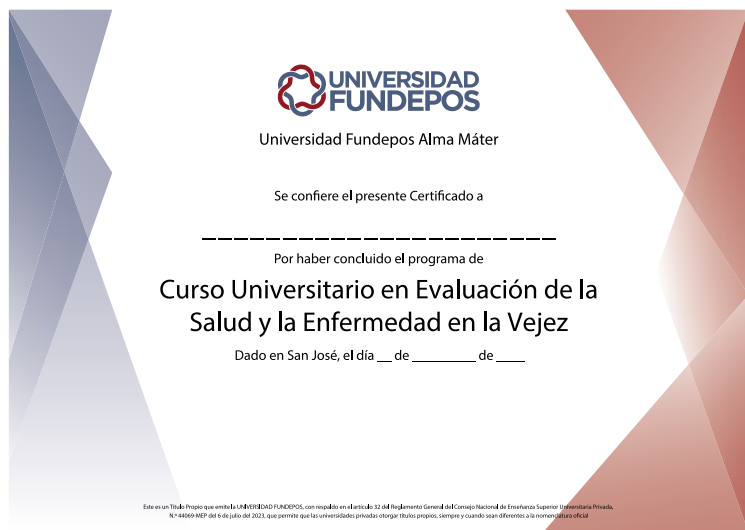 UNIVERSIDAD
FUNDEPOS
Universidad Fundepos Alma Máter
Se confiere el presente Certificado a
_______________________
Por haber concluido el programa de
Curso Universitario en Evaluación de la
Salud y la Enfermedad en la Vejez
Dado en San José, el día __ de ________ de ____
Este es un Título Propio que emite la UNIVERSIDAD FUNDEPOS, con respaldo en el artículo 32 del Reglamento General del Consejo Nacional de Enseñanza Superior Universitaria Privada,
N.º 44069-MEP del 6 de julio del 2023, que permite que las universidades privadas otorgar títulos propios, siempre y cuando sean diferentes a la nomenclatura oficial